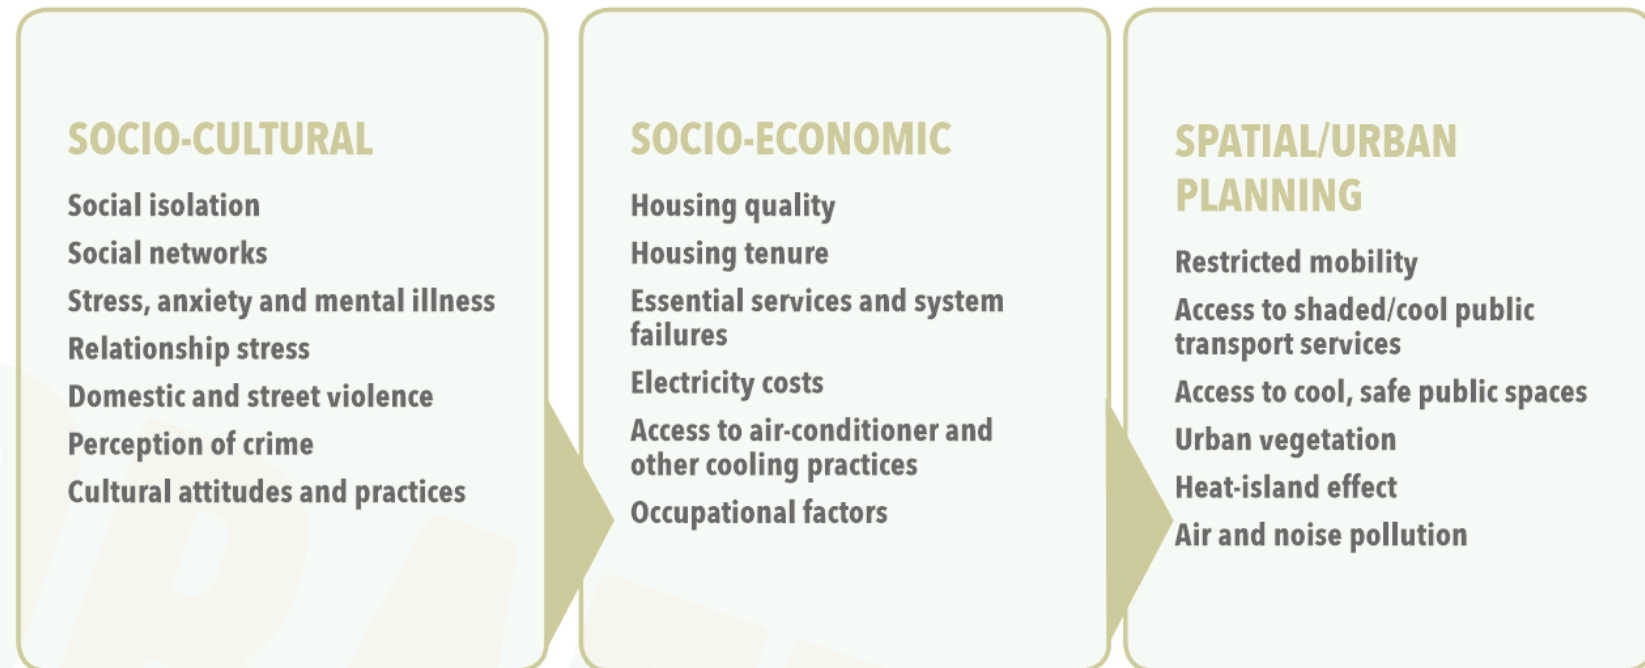 SOCIO-CULTURAL
Social isolation
Social networks
Stress, anxiety and mental illness
Relationship stress
Domestic and street violence
Perception of crime
Cultural attitudes and practices
SOCIO-ECONOMIC
Housing quality
Housing tenure
Essential services and system
failures
Electricity costs
Access to air-conditioner and
other cooling practices
Occupational factors
SPATIAL/URBAN
PLANNING
Restricted mobility
Access to shaded/cool public
transport services
Access to cool, safe public spaces
Urban vegetation
Heat-island effect
Air and noise pollution